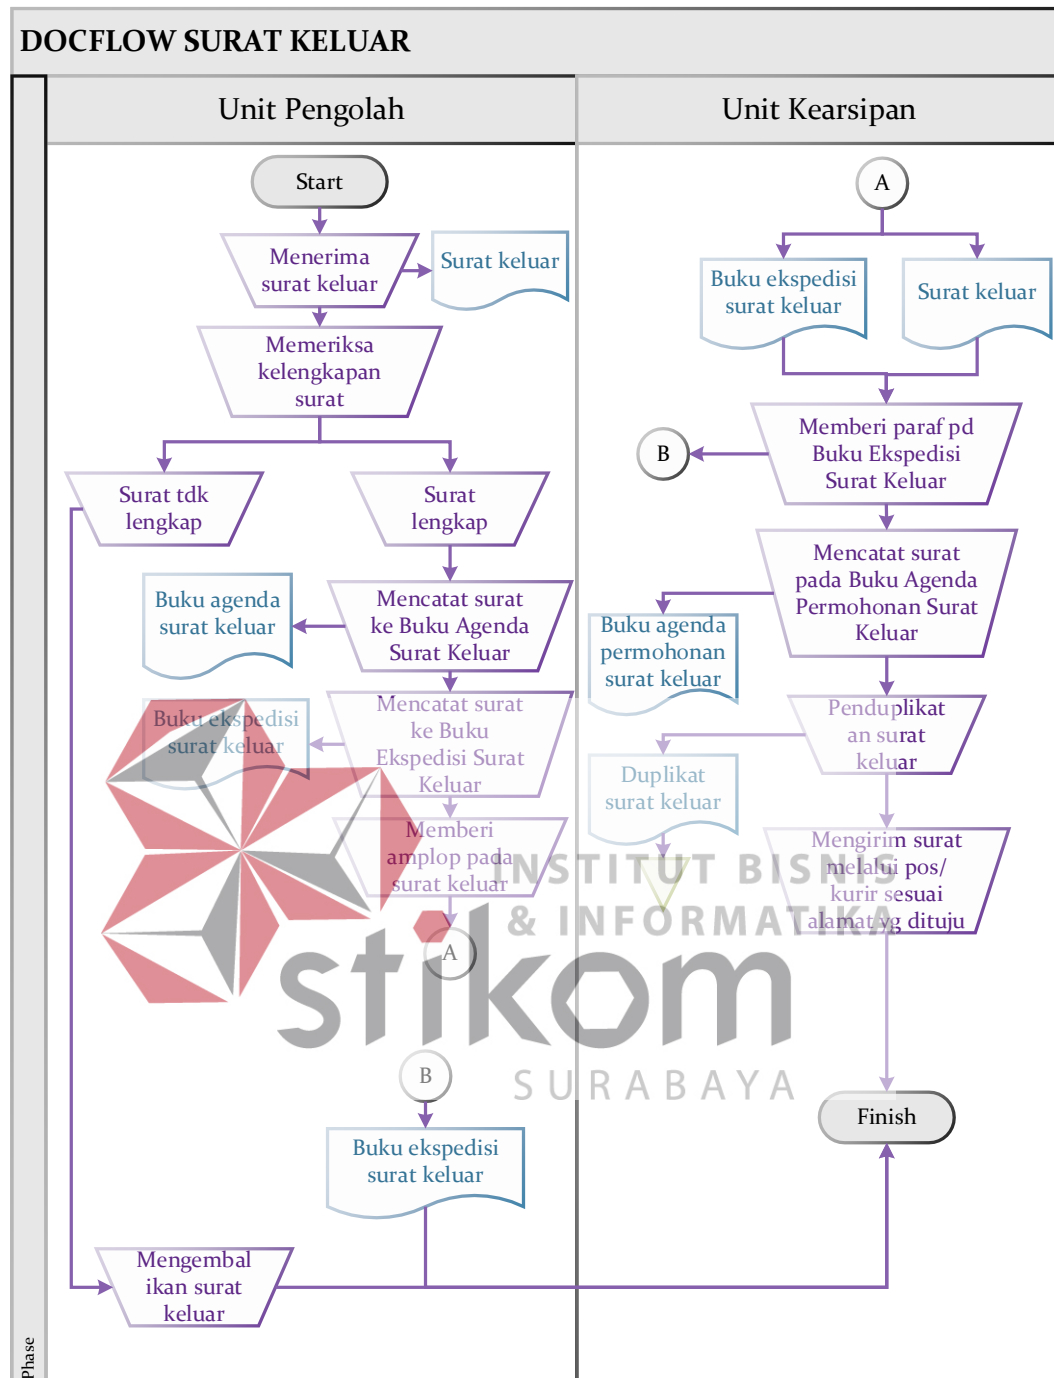 DOCFLOW SURAT KELUAR
Unit Pengolah
Unit Kearsipan
Start
Menerima
surat keluar
Surat keluar
Memeriksa
kelengkapan
surat
Surat tdk
lengkap
Surat
lengkap
Mencatat surat
ke Buku Agenda
Surat Keluar
Buku agenda
surat keluar
Mencatat surat
ke Buku
Ekspedisi Surat
Keluar
Buku ekspedisi
surat keluar
Memberi
amplop pada
surat keluar
A
B
Buku ekspedisi
surat keluar
Mengembal
ikan surat
keluar
A
Buku ekspedisi
surat keluar
Surat keluar
Memberi paraf pd
Buku Ekspedisi
Surat Keluar
B
Mencatat surat
pada Buku Agenda
Permohonan Surat
Keluar
Buku agenda
permohonan
surat keluar
Penduplikat
an surat
keluar
Duplikat
surat keluar
Mengirim surat
melalui pos/
kurir sesuai
alamat yg dituju
Finish
Phase
INSTITUT BISNIS
& INFORMATIKA
stikom
SURABAYA